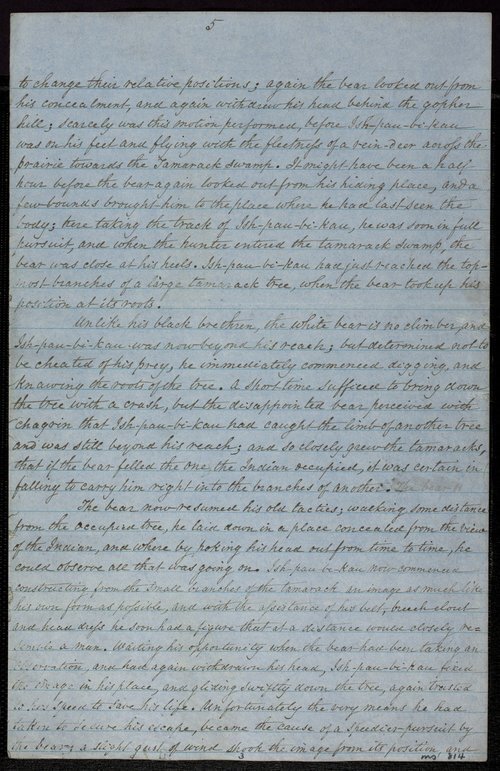 5
to change their relative positions; again the bear looked out from
his concealment, and again withdrew his head behind the gopher
hill; scarcely was this motion performed, before Ish-pau-bi-kau
was on his feet and flying with the fleetness of a rein-deer across the
prairie towards the Tamarack swamp. It might have been a half
hour before the bear again looked out from his hiding place, and a
few bounds brought him to the place where he had last seen the
body; here taking the track of Ish-pau-bi-kau, he was soon in full
pursuit, and when the hunter entered the tamarack swamp, the
bear was close at his heels. Ish-pau-bi-kau had just reached the top-
most branches of a large tamarack tree, when the bear took up his
position at its roots.
Unlike his black brethren, the white bear is no climber, and
Ish-pau-bi-kau was now beyond his reach; but determined not to
be cheated of his prey, he immediately commenced digging, and
knawing the roots of the tree. A short time sufficed to bring down
the tree with a crash, but the disappointed bear perceived with
chagrin that Ish-pau-bi-kau had caught the limb of another tree
and was still beyond his reach; and so closely grew the tamaracks,
that if the bear felled the one the Indian occupied, it was certain in
falling to carry him right into the branches of another.
The bear now resumed his old tactics; walking some distance
from the occupied tree, he laid down in a place concealed from the view
of the Indian, and where by poking his head out from time to time, he
could observe all that was going on. Ish-pau-bi-kau now commenced
constructing from the small branches of the tamarack an image as much like
his own form as possible, and with the assistance of his belt, breech clout
and head dress he soon had a figure that at a distance would closely re-
semble a man. Waiting his opportunity when the bear had been taking an
observation, and had again withdrawn his head, Ish-pau-bi-kau fixed
the image in his place, and gliding swiftly down the tree, again trusted
to his speed to save his life. Unfortunately the very means he had
taken to secure his escape, became the cause of a speedier pursuit by
the bear; a slight gust of wind shook the image from its position, and
3
814